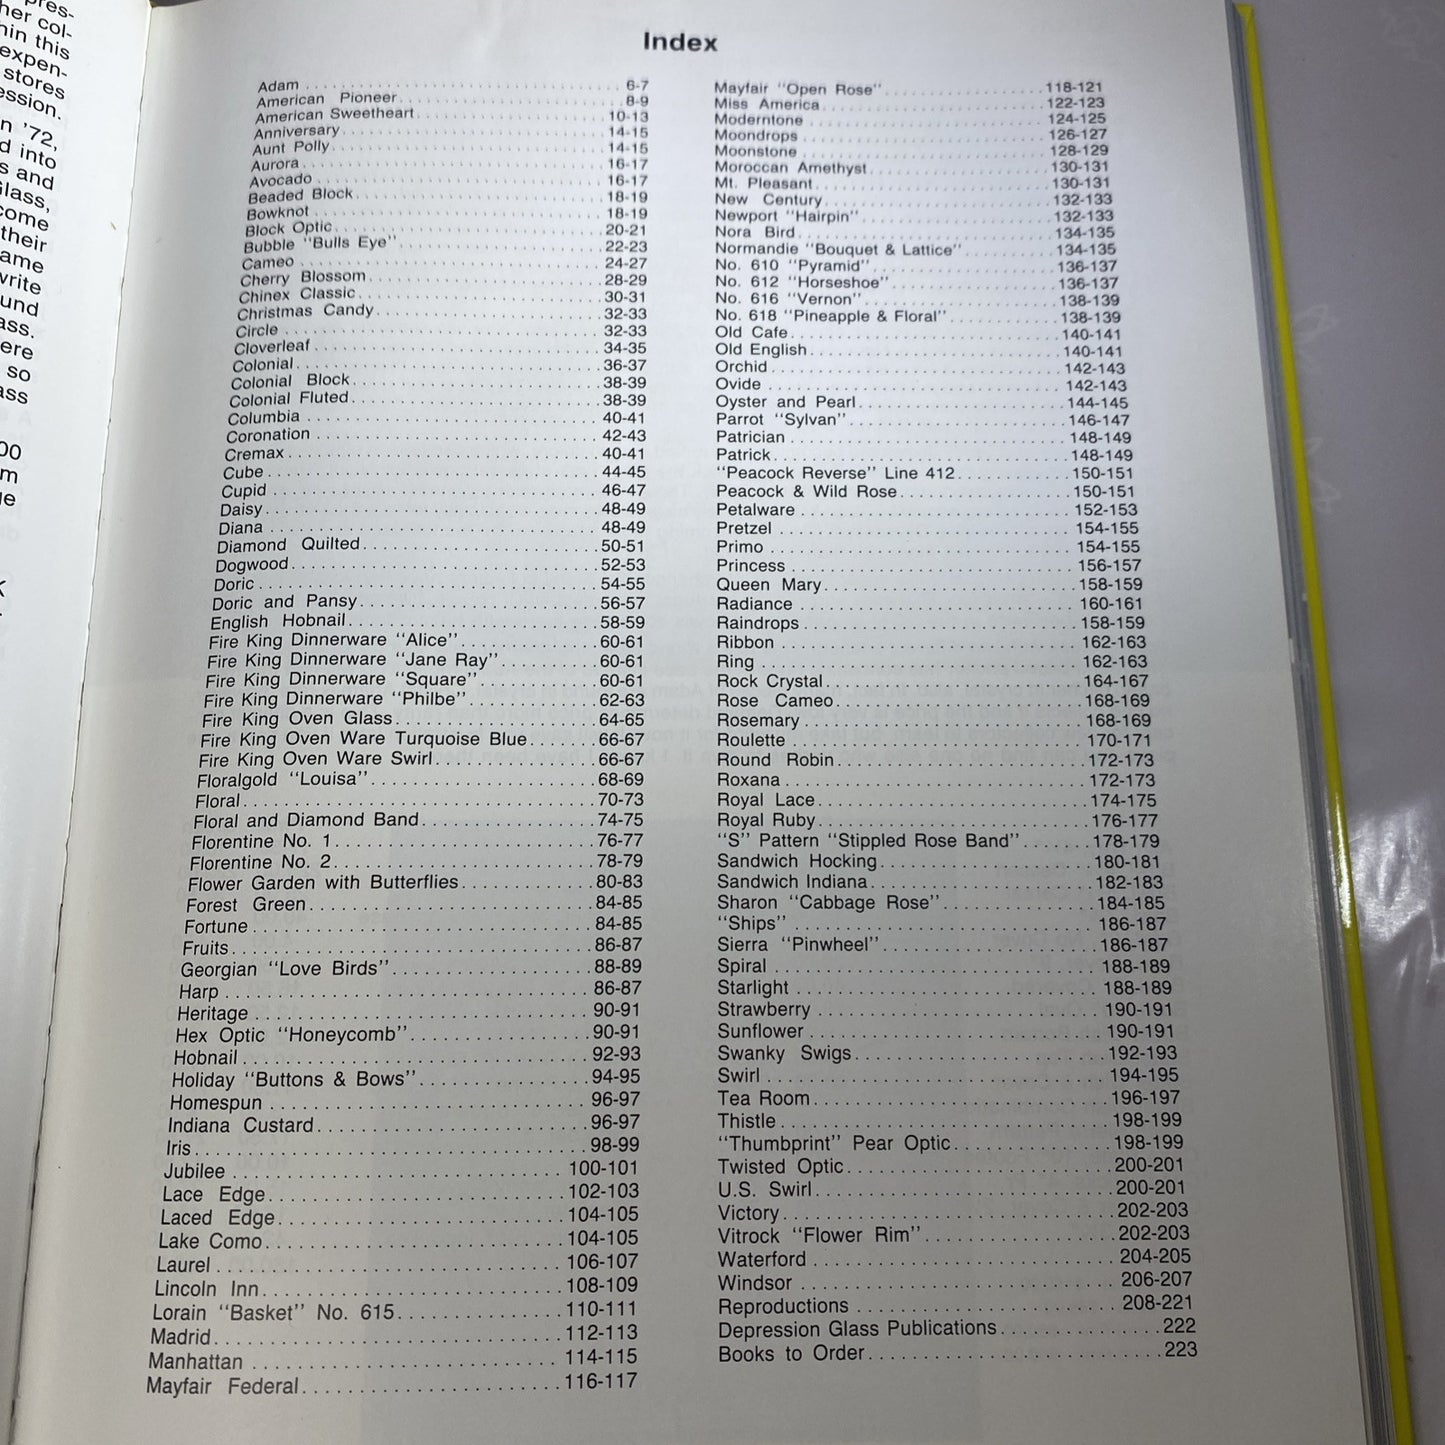 pres-
her col-
hin this
expen-
stores
ession.
n '72,
d into
s and
Glass,
come
their
ame
write
und
ass.
ere
so
ass
00
m
Index
Adam 6-7
American Pioneer 8-9
American Sweetheart 10-13
Anniversary 14-15
Aunt Polly 14-15
Aurora 16-17
Avocado 16-17
Beaded Block 18-19
Bowknot 18-19
Block Optic 20-21
Bubble "Bulls Eye" 22-23
Cameo 24-27
Cherry Blossom 28-29
Chinex Classic 30-31
Christmas Candy 32-33
Circle 32-33
Cloverleaf 34-35
Colonial 36-37
Colonial Block 38-39
Colonial Fluted 38-39
Columbia 40-41
Coronation 42-43
Cremax 40-41
Cube 44-45
Cupid 46-47
Daisy 48-49
Diana 48-49
Diamond Quilted 50-51
Dogwood 52-53
Doric 54-55
Doric and Pansy 56-57
English Hobnail 58-59
Fire King Dinnerware "Alice" 60-61
Fire King Dinnerware "Jane Ray" 60-61
Fire King Dinnerware "Square" 60-61
Fire King Dinnerware "Philbe" 62-63
Fire King Oven Glass 64-65
Fire King Oven Ware Turquoise Blue 66-67
Fire King Oven Ware Swirl 66-67
Floralgold "Louisa" 68-69
Floral 70-73
Floral and Diamond Band 74-75
Florentine No. 1 76-77
Florentine No. 2 78-79
Flower Garden with Butterflies 80-83
Forest Green 84-85
Fortune 84-85
Fruits 86-87
Georgian "Love Birds" 88-89
Harp 86-87
Heritage 90-91
Hex Optic "Honeycomb" 90-91
Hobnail 92-93
Holiday "Buttons & Bows" 94-95
Homespun 96-97
Indiana Custard 96-97
Iris 98-99
Jubilee 100-101
Lace Edge 102-103
Laced Edge 104-105
Lake Como 104-105
Laurel 106-107
Lincoln Inn 108-109
Lorain "Basket" No. 615 110-111
Madrid 112-113
Manhattan 114-115
Mayfair Federal 116-117
Mayfair "Open Rose" 118-121
Miss America 122-123
Moderntone 124-125
Moondrops 126-127
Moonstone 128-129
Moroccan Amethyst 130-131
Mt. Pleasant 130-131
New Century 132-133
Newport "Hairpin" 132-133
Nora Bird 134-135
Normandie "Bouquet & Lattice" 134-135
No. 610 "Pyramid" 136-137
No. 612 "Horseshoe" 136-137
No. 616 "Vernon" 138-139
No. 618 "Pineapple & Floral" 138-139
Old Cafe 140-141
Old English 140-141
Orchid 142-143
Ovide 142-143
Oyster and Pearl 144-145
Parrot "Sylvan" 146-147
Patrician 148-149
Patrick 148-149
"Peacock Reverse" Line 412 150-151
Peacock & Wild Rose 150-151
Petalware 152-153
Pretzel 154-155
Primo 154-155
Princess 156-157
Queen Mary 158-159
Radiance 160-161
Raindrops 158-159
Ribbon 162-163
Ring 162-163
Rock Crystal 164-167
Rose Cameo 168-169
Rosemary 168-169
Roulette 170-171
Round Robin 172-173
Roxana 172-173
Royal Lace 174-175
Royal Ruby 176-177
"S" Pattern "Stippled Rose Band" 178-179
Sandwich Hocking 180-181
Sandwich Indiana 182-183
Sharon "Cabbage Rose" 184-185
"Ships" 186-187
Sierra "Pinwheel" 186-187
Spiral 188-189
Starlight 188-189
Strawberry 190-191
Sunflower 190-191
Swanky Swigs 192-193
Swirl 194-195
Tea Room 196-197
Thistle 198-199
"Thumbprint" Pear Optic 198-199
Twisted Optic 200-201
U.S. Swirl 200-201
Victory 202-203
Vitrock "Flower Rim" 202-203
Waterford 204-205
Windsor 206-207
Reproductions 208-221
Depression Glass Publications 222
Books to Order 223